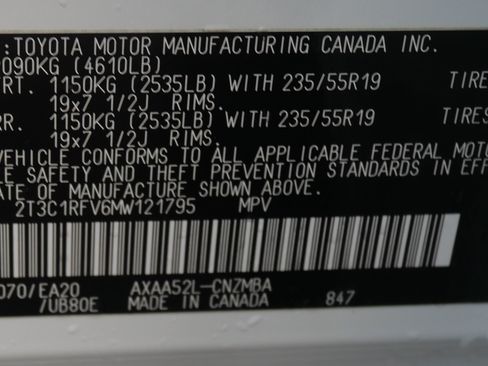 : TOYOTA MOTOR MANUFACTURING CANADA INC.
090KG (4610LB)
RT. 1150KG (2535LB) WITH 235/55R19 TIRE
19x7 1/2J RIMS.
RR. 1150KG (2535LB) WITH 235/55R19 TIRES
19x7 1/2J RIMS.
VEHICLE CONFORMS TO ALL APPLICABLE FEDERAL MOTO
LE SAFETY AND THEFT PREVENTION STANDARDS IN EFF
ATE OF MANUFACTURE SHOWN ABOVE.
2T3C1RFV6MW121795 MPV
070/EA20 AXAA52L-CNZMBA
/UB80E MADE IN CANADA 847